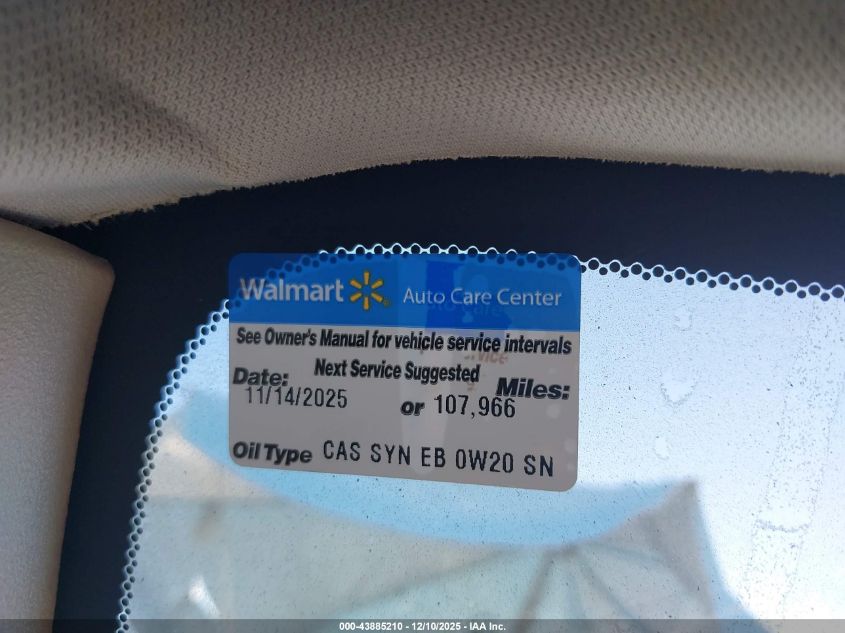 Walmart Auto Care Center
See Owner's Manual for vehicle service intervals
Next Service Suggested
Date: Miles:
11/14/2025 or 107,966
Oil Type CAS SYN EB 0W20 SN
000-43885210 - 12/10/2025 - IAA Inc.